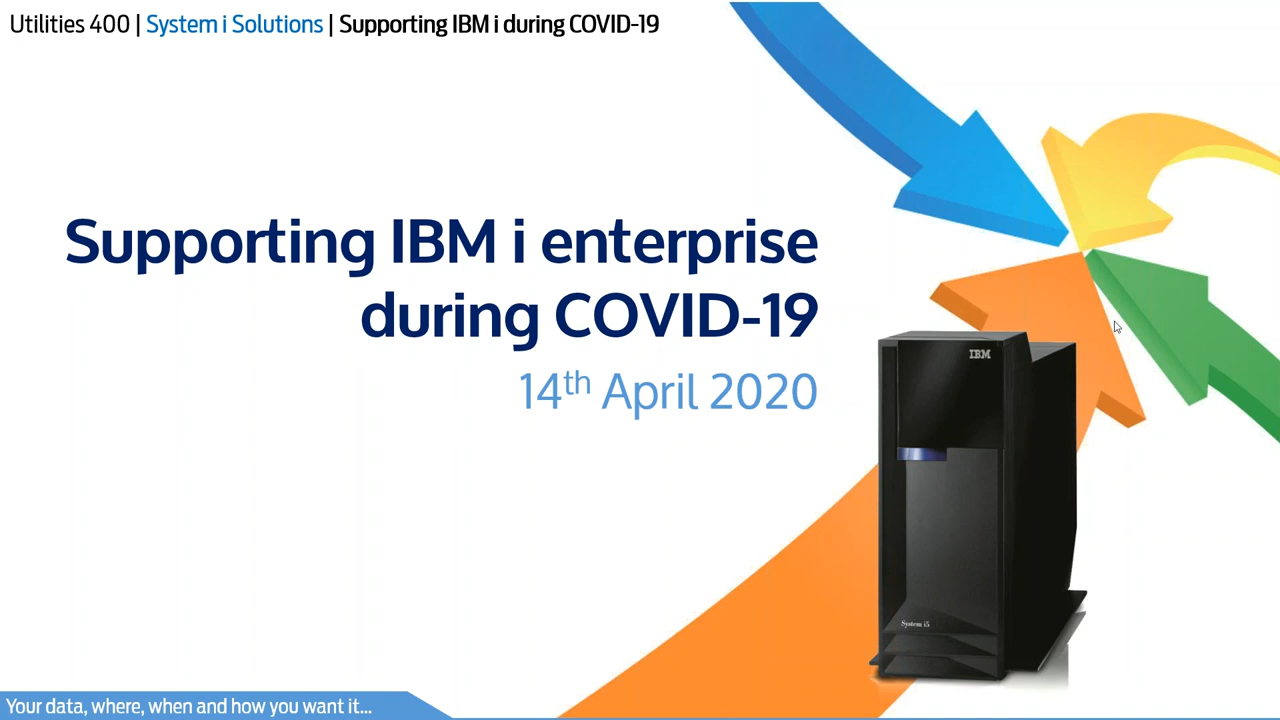 Utilities 400 | System i Solutions | Supporting IBM i during COVID-19
Supporting IBM i enterprise
during COVID-19
14th April 2020
IBM
System i5
Your data, where, when and how you want it...